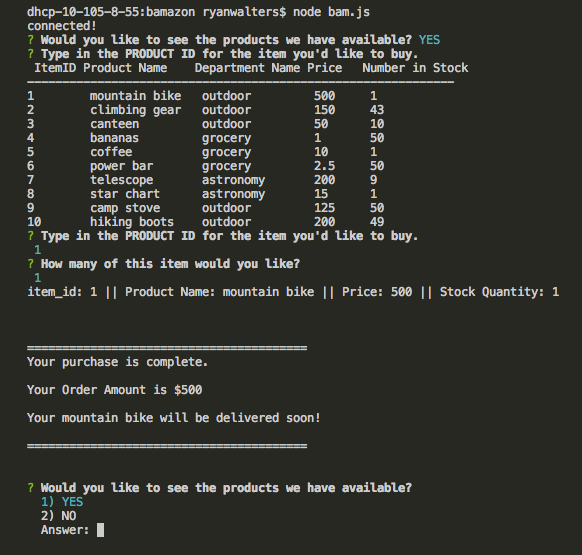 dhcp-10-105-8-55:bamazon ryanwalters$ node bam.js
connected!
? Would you like to see the products we have available? YES
? Type in the PRODUCT ID for the item you'd like to buy.
ItemID Product Name    Department Name Price   Number in Stock
-------------------------------------------------------------
1        mountain bike   outdoor         500     1
2        climbing gear   outdoor         150     43
3        canteen         outdoor         50      10
4        bananas         grocery         1       50
5        coffee          grocery         10      1
6        power bar       grocery         2.5     50
7        telescope       astronomy       200     9
8        star chart      astronomy       15      1
9        camp stove      outdoor         125     50
10       hiking boots    outdoor         200     49
? Type in the PRODUCT ID for the item you'd like to buy.
1
? How many of this item would you like?
1
item_id: 1 || Product Name: mountain bike || Price: 500 || Stock Quantity: 1
========================================
Your purchase is complete.
Your Order Amount is $500
Your mountain bike will be delivered soon!
========================================
? Would you like to see the products we have available?
1) YES
2) NO
Answer: